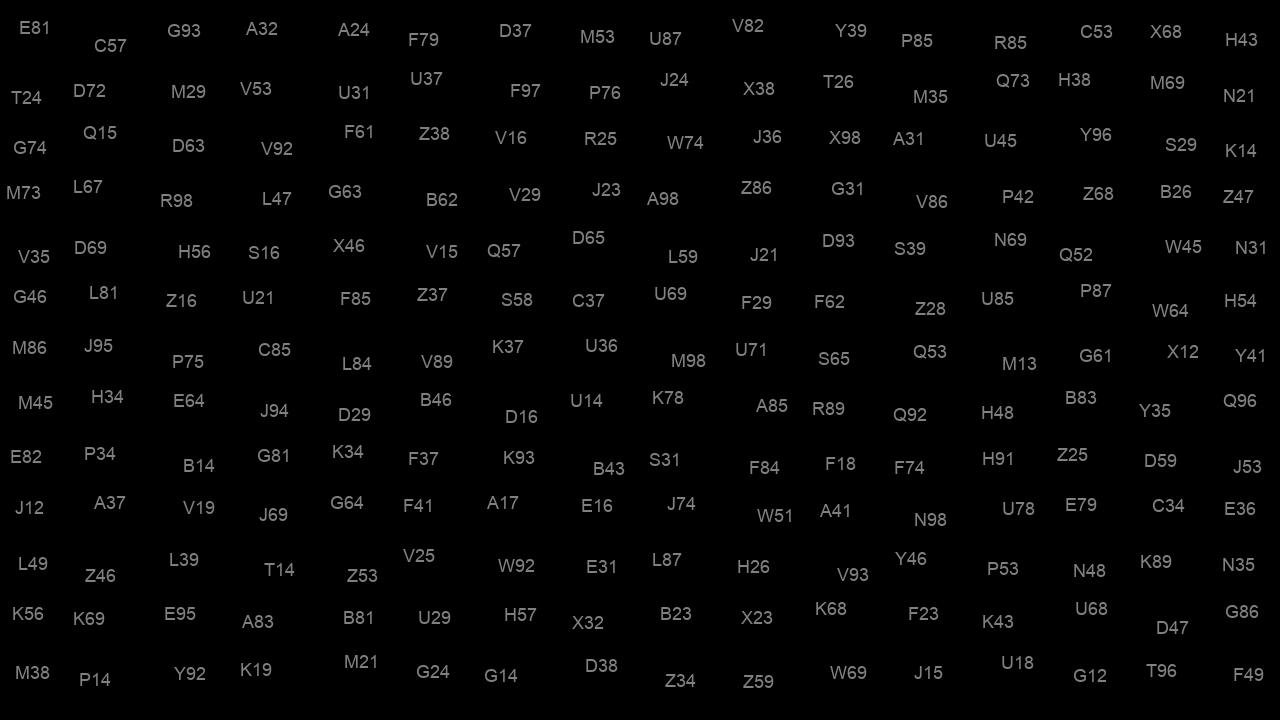 E81 C57 G93 A32 A24 F79 D37 M53 U87 V82 Y39 P85 R85 C53 X68 H43
T24 D72 M29 V53 U31 U37 F97 P76 J24 X38 T26 M35 Q73 H38 M69 N21
G74 Q15 D63 V92 F61 Z38 V16 R25 W74 J36 X98 A31 U45 Y96 S29 K14
M73 L67 R98 L47 G63 B62 V29 J23 A98 Z86 G31 V86 P42 Z68 B26 Z47
V35 D69 H56 S16 X46 V15 Q57 D65 L59 J21 D93 S39 N69 Q52 W45 N31
G46 L81 Z16 U21 F85 Z37 S58 C37 U69 F29 F62 Z28 U85 P87 W64 H54
M86 J95 P75 C85 L84 V89 K37 U36 M98 U71 S65 Q53 M13 G61 X12 Y41
M45 H34 E64 J94 D29 B46 D16 U14 K78 A85 R89 Q92 H48 B83 Y35 Q96
E82 P34 B14 G81 K34 F37 K93 B43 S31 F84 F18 F74 H91 Z25 D59 J53
J12 A37 V19 J69 G64 F41 A17 E16 J74 W51 A41 N98 U78 E79 C34 E36
L49 Z46 L39 T14 Z53 V25 W92 E31 L87 H26 V93 Y46 P53 N48 K89 N35
K56 K69 E95 A83 B81 U29 H57 X32 B23 X23 K68 F23 K43 U68 D47 G86
M38 P14 Y92 K19 M21 G24 G14 D38 Z34 Z59 W69 J15 U18 G12 T96 F49